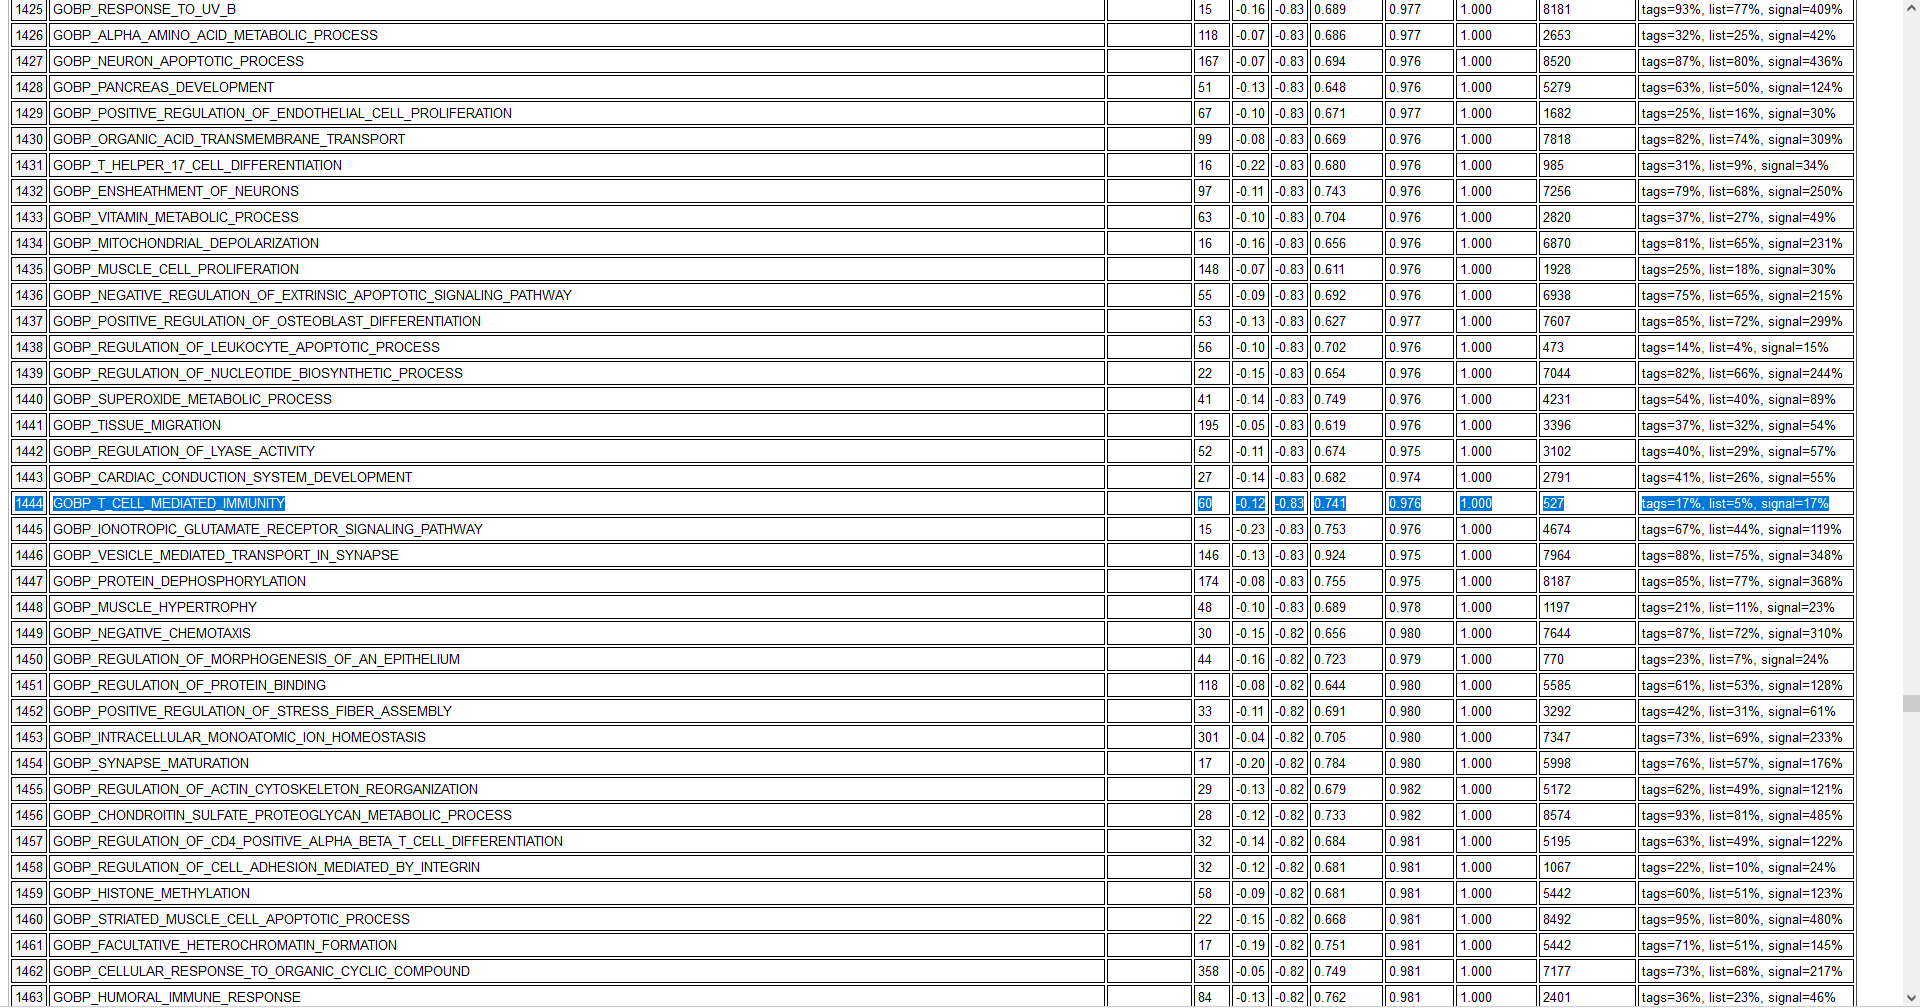 1425 GOBP_RESPONSE_TO_UV_B 15 -0.16 -0.83 0.689 0.977 1.000 8181 tags=93%, list=77%, signal=409%
1426 GOBP_ALPHA_AMINO_ACID_METABOLIC_PROCESS 118 -0.07 -0.83 0.686 0.977 1.000 2653 tags=32%, list=25%, signal=42%
1427 GOBP_NEURON_APOPTOTIC_PROCESS 167 -0.07 -0.83 0.694 0.976 1.000 8520 tags=87%, list=80%, signal=436%
1428 GOBP_PANCREAS_DEVELOPMENT 51 -0.13 -0.83 0.648 0.976 1.000 5279 tags=63%, list=50%, signal=124%
1429 GOBP_POSITIVE_REGULATION_OF_ENDOTHELIAL_CELL_PROLIFERATION 67 -0.10 -0.83 0.671 0.977 1.000 1682 tags=25%, list=16%, signal=30%
1430 GOBP_ORGANIC_ACID_TRANSMEMBRANE_TRANSPORT 99 -0.08 -0.83 0.669 0.976 1.000 7818 tags=82%, list=74%, signal=309%
1431 GOBP_T_HELPER_17_CELL_DIFFERENTIATION 16 -0.22 -0.83 0.680 0.976 1.000 985 tags=31%, list=9%, signal=34%
1432 GOBP_ENSHEATHMENT_OF_NEURONS 97 -0.11 -0.83 0.743 0.976 1.000 7256 tags=79%, list=68%, signal=250%
1433 GOBP_VITAMIN_METABOLIC_PROCESS 63 -0.10 -0.83 0.704 0.976 1.000 2820 tags=37%, list=27%, signal=49%
1434 GOBP_MITOCHONDRIAL_DEPOLARIZATION 16 -0.16 -0.83 0.656 0.976 1.000 6870 tags=81%, list=65%, signal=231%
1435 GOBP_MUSCLE_CELL_PROLIFERATION 148 -0.07 -0.83 0.611 0.976 1.000 1928 tags=25%, list=18%, signal=30%
1436 GOBP_NEGATIVE_REGULATION_OF_EXTRINSIC_APOPTOTIC_SIGNALING_PATHWAY 55 -0.09 -0.83 0.692 0.976 1.000 6938 tags=75%, list=65%, signal=215%
1437 GOBP_POSITIVE_REGULATION_OF_OSTEOBLAST_DIFFERENTIATION 53 -0.13 -0.83 0.627 0.977 1.000 7607 tags=85%, list=72%, signal=299%
1438 GOBP_REGULATION_OF_LEUKOCYTE_APOPTOTIC_PROCESS 56 -0.10 -0.83 0.702 0.976 1.000 473 tags=14%, list=4%, signal=15%
1439 GOBP_REGULATION_OF_NUCLEOTIDE_BIOSYNTHETIC_PROCESS 22 -0.15 -0.83 0.654 0.976 1.000 7044 tags=82%, list=66%, signal=244%
1440 GOBP_SUPEROXIDE_METABOLIC_PROCESS 41 -0.14 -0.83 0.749 0.976 1.000 4231 tags=54%, list=40%, signal=89%
1441 GOBP_TISSUE_MIGRATION 195 -0.05 -0.83 0.619 0.976 1.000 3396 tags=37%, list=32%, signal=54%
1442 GOBP_REGULATION_OF_LYASE_ACTIVITY 52 -0.11 -0.83 0.674 0.975 1.000 3102 tags=40%, list=29%, signal=57%
1443 GOBP_CARDIAC_CONDUCTION_SYSTEM_DEVELOPMENT 27 -0.14 -0.83 0.682 0.974 1.000 2791 tags=41%, list=26%, signal=55%
1444 GOBP_T_CELL_MEDIATED_IMMUNITY 60 -0.12 -0.83 0.741 0.976 1.000 527 tags=17%, list=5%, signal=17%
1445 GOBP_IONOTROPIC_GLUTAMATE_RECEPTOR_SIGNALING_PATHWAY 15 -0.23 -0.83 0.753 0.976 1.000 4674 tags=67%, list=44%, signal=119%
1446 GOBP_VESICLE_MEDIATED_TRANSPORT_IN_SYNAPSE 146 -0.13 -0.83 0.924 0.975 1.000 7964 tags=88%, list=75%, signal=348%
1447 GOBP_PROTEIN_DEPHOSPHORYLATION 174 -0.08 -0.83 0.755 0.975 1.000 8187 tags=85%, list=77%, signal=368%
1448 GOBP_MUSCLE_HYPERTROPHY 48 -0.10 -0.83 0.689 0.978 1.000 1197 tags=21%, list=11%, signal=23%
1449 GOBP_NEGATIVE_CHEMOTAXIS 30 -0.15 -0.82 0.656 0.980 1.000 7644 tags=87%, list=72%, signal=310%
1450 GOBP_REGULATION_OF_MORPHOGENESIS_OF_AN_EPITHELIUM 44 -0.16 -0.82 0.723 0.979 1.000 770 tags=23%, list=7%, signal=24%
1451 GOBP_REGULATION_OF_PROTEIN_BINDING 118 -0.08 -0.82 0.644 0.980 1.000 5585 tags=61%, list=53%, signal=128%
1452 GOBP_POSITIVE_REGULATION_OF_STRESS_FIBER_ASSEMBLY 33 -0.11 -0.82 0.691 0.980 1.000 3292 tags=42%, list=31%, signal=61%
1453 GOBP_INTRACELLULAR_MONOATOMIC_ION_HOMEOSTASIS 301 -0.04 -0.82 0.705 0.980 1.000 7347 tags=73%, list=69%, signal=233%
1454 GOBP_SYNAPSE_MATURATION 17 -0.20 -0.82 0.784 0.980 1.000 5998 tags=76%, list=57%, signal=176%
1455 GOBP_REGULATION_OF_ACTIN_CYTOSKELETON_REORGANIZATION 29 -0.13 -0.82 0.679 0.982 1.000 5172 tags=62%, list=49%, signal=121%
1456 GOBP_CHONDROITIN_SULFATE_PROTEOGLYCAN_METABOLIC_PROCESS 28 -0.12 -0.82 0.733 0.982 1.000 8574 tags=93%, list=81%, signal=485%
1457 GOBP_REGULATION_OF_CD4_POSITIVE_ALPHA_BETA_T_CELL_DIFFERENTIATION 32 -0.14 -0.82 0.684 0.981 1.000 5195 tags=63%, list=49%, signal=122%
1458 GOBP_REGULATION_OF_CELL_ADHESION_MEDIATED_BY_INTEGRIN 32 -0.12 -0.82 0.681 0.981 1.000 1067 tags=22%, list=10%, signal=24%
1459 GOBP_HISTONE_METHYLATION 58 -0.09 -0.82 0.681 0.981 1.000 5442 tags=60%, list=51%, signal=123%
1460 GOBP_STRIATED_MUSCLE_CELL_APOPTOTIC_PROCESS 22 -0.15 -0.82 0.668 0.981 1.000 8492 tags=95%, list=80%, signal=480%
1461 GOBP_FACULTATIVE_HETEROCHROMATIN_FORMATION 17 -0.19 -0.82 0.751 0.981 1.000 5442 tags=71%, list=51%, signal=145%
1462 GOBP_CELLULAR_RESPONSE_TO_ORGANIC_CYCLIC_COMPOUND 358 -0.05 -0.82 0.749 0.981 1.000 7177 tags=73%, list=68%, signal=217%
1463 GOBP_HUMORAL_IMMUNE_RESPONSE 84 -0.13 -0.82 0.762 0.981 1.000 2401 tags=36%, list=23%, signal=46%